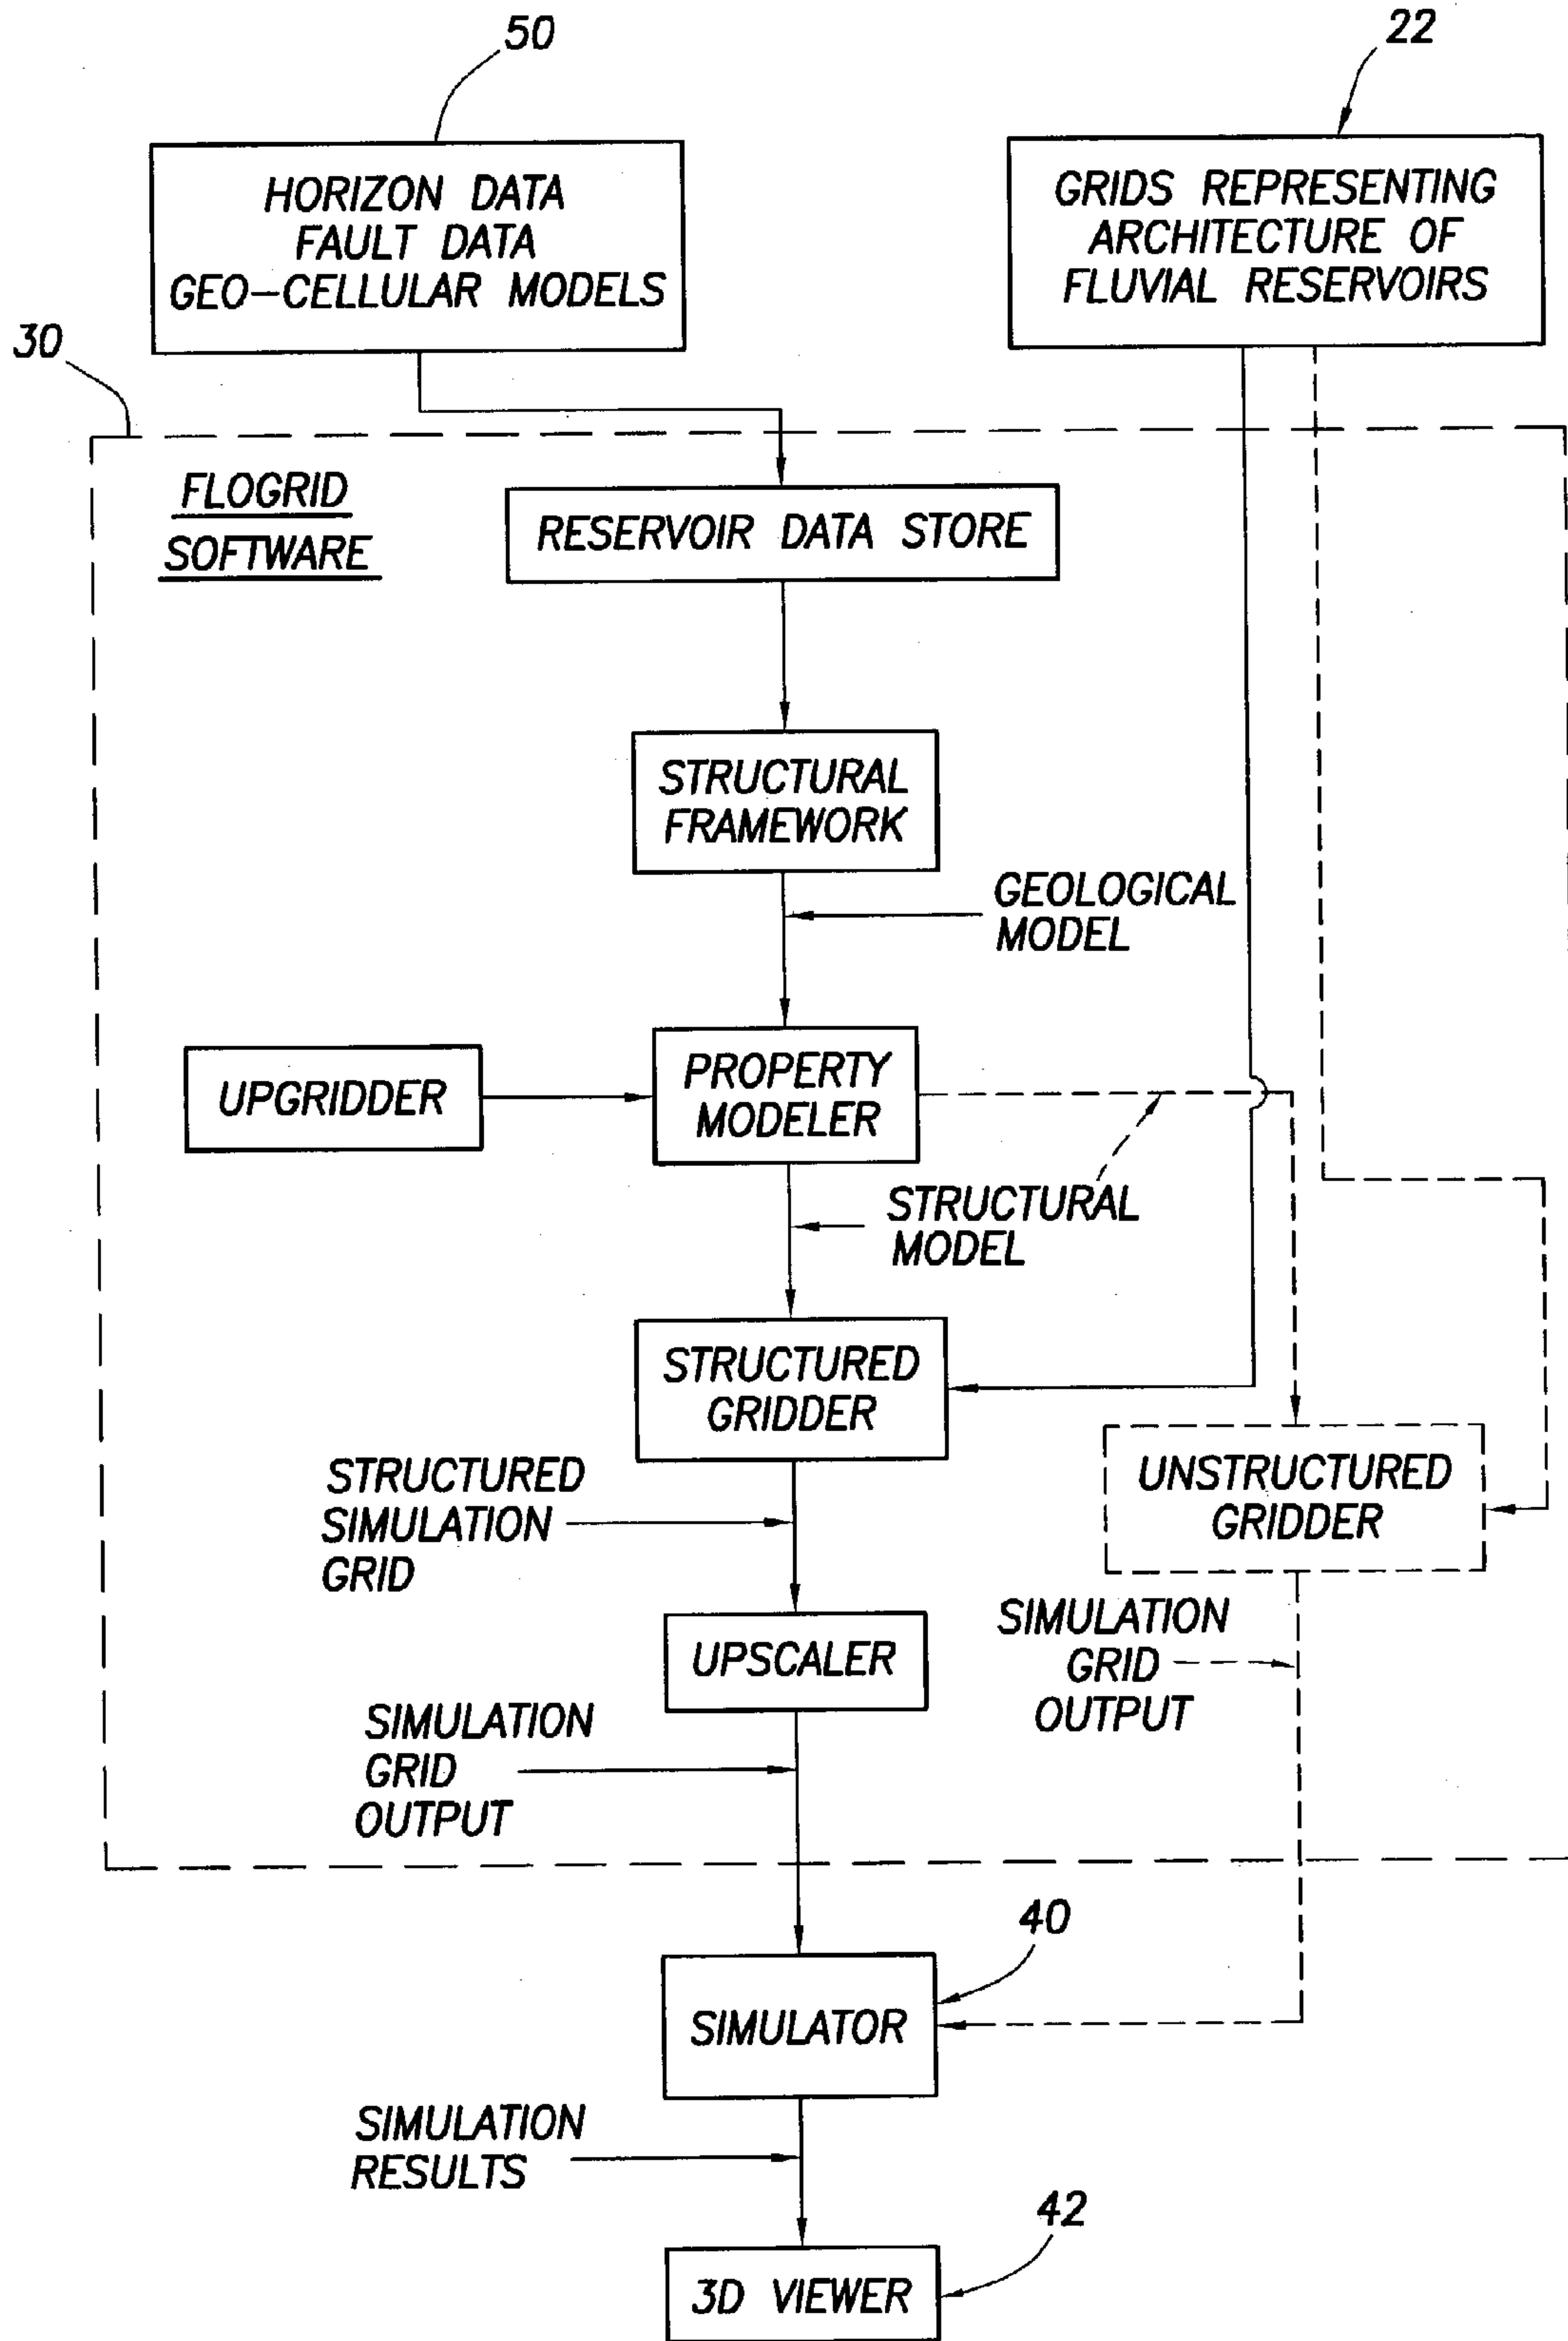 50
22
HORIZON DATA
FAULT DATA
GEO-CELLULAR MODELS
GRIDS REPRESENTING
ARCHITECTURE OF
FLUVIAL RESERVOIRS
30
FLOGRID
SOFTWARE
RESERVOIR DATA STORE
STRUCTURAL
FRAMEWORK
GEOLOGICAL
MODEL
UPGRIDDER
PROPERTY
MODELER
STRUCTURAL
MODEL
STRUCTURED
GRIDDER
STRUCTURED
SIMULATION
GRID
UNSTRUCTURED
GRIDDER
UPSCALER
SIMULATION
GRID
OUTPUT
SIMULATION
GRID
OUTPUT
40
SIMULATOR
SIMULATION
RESULTS
42
3D VIEWER